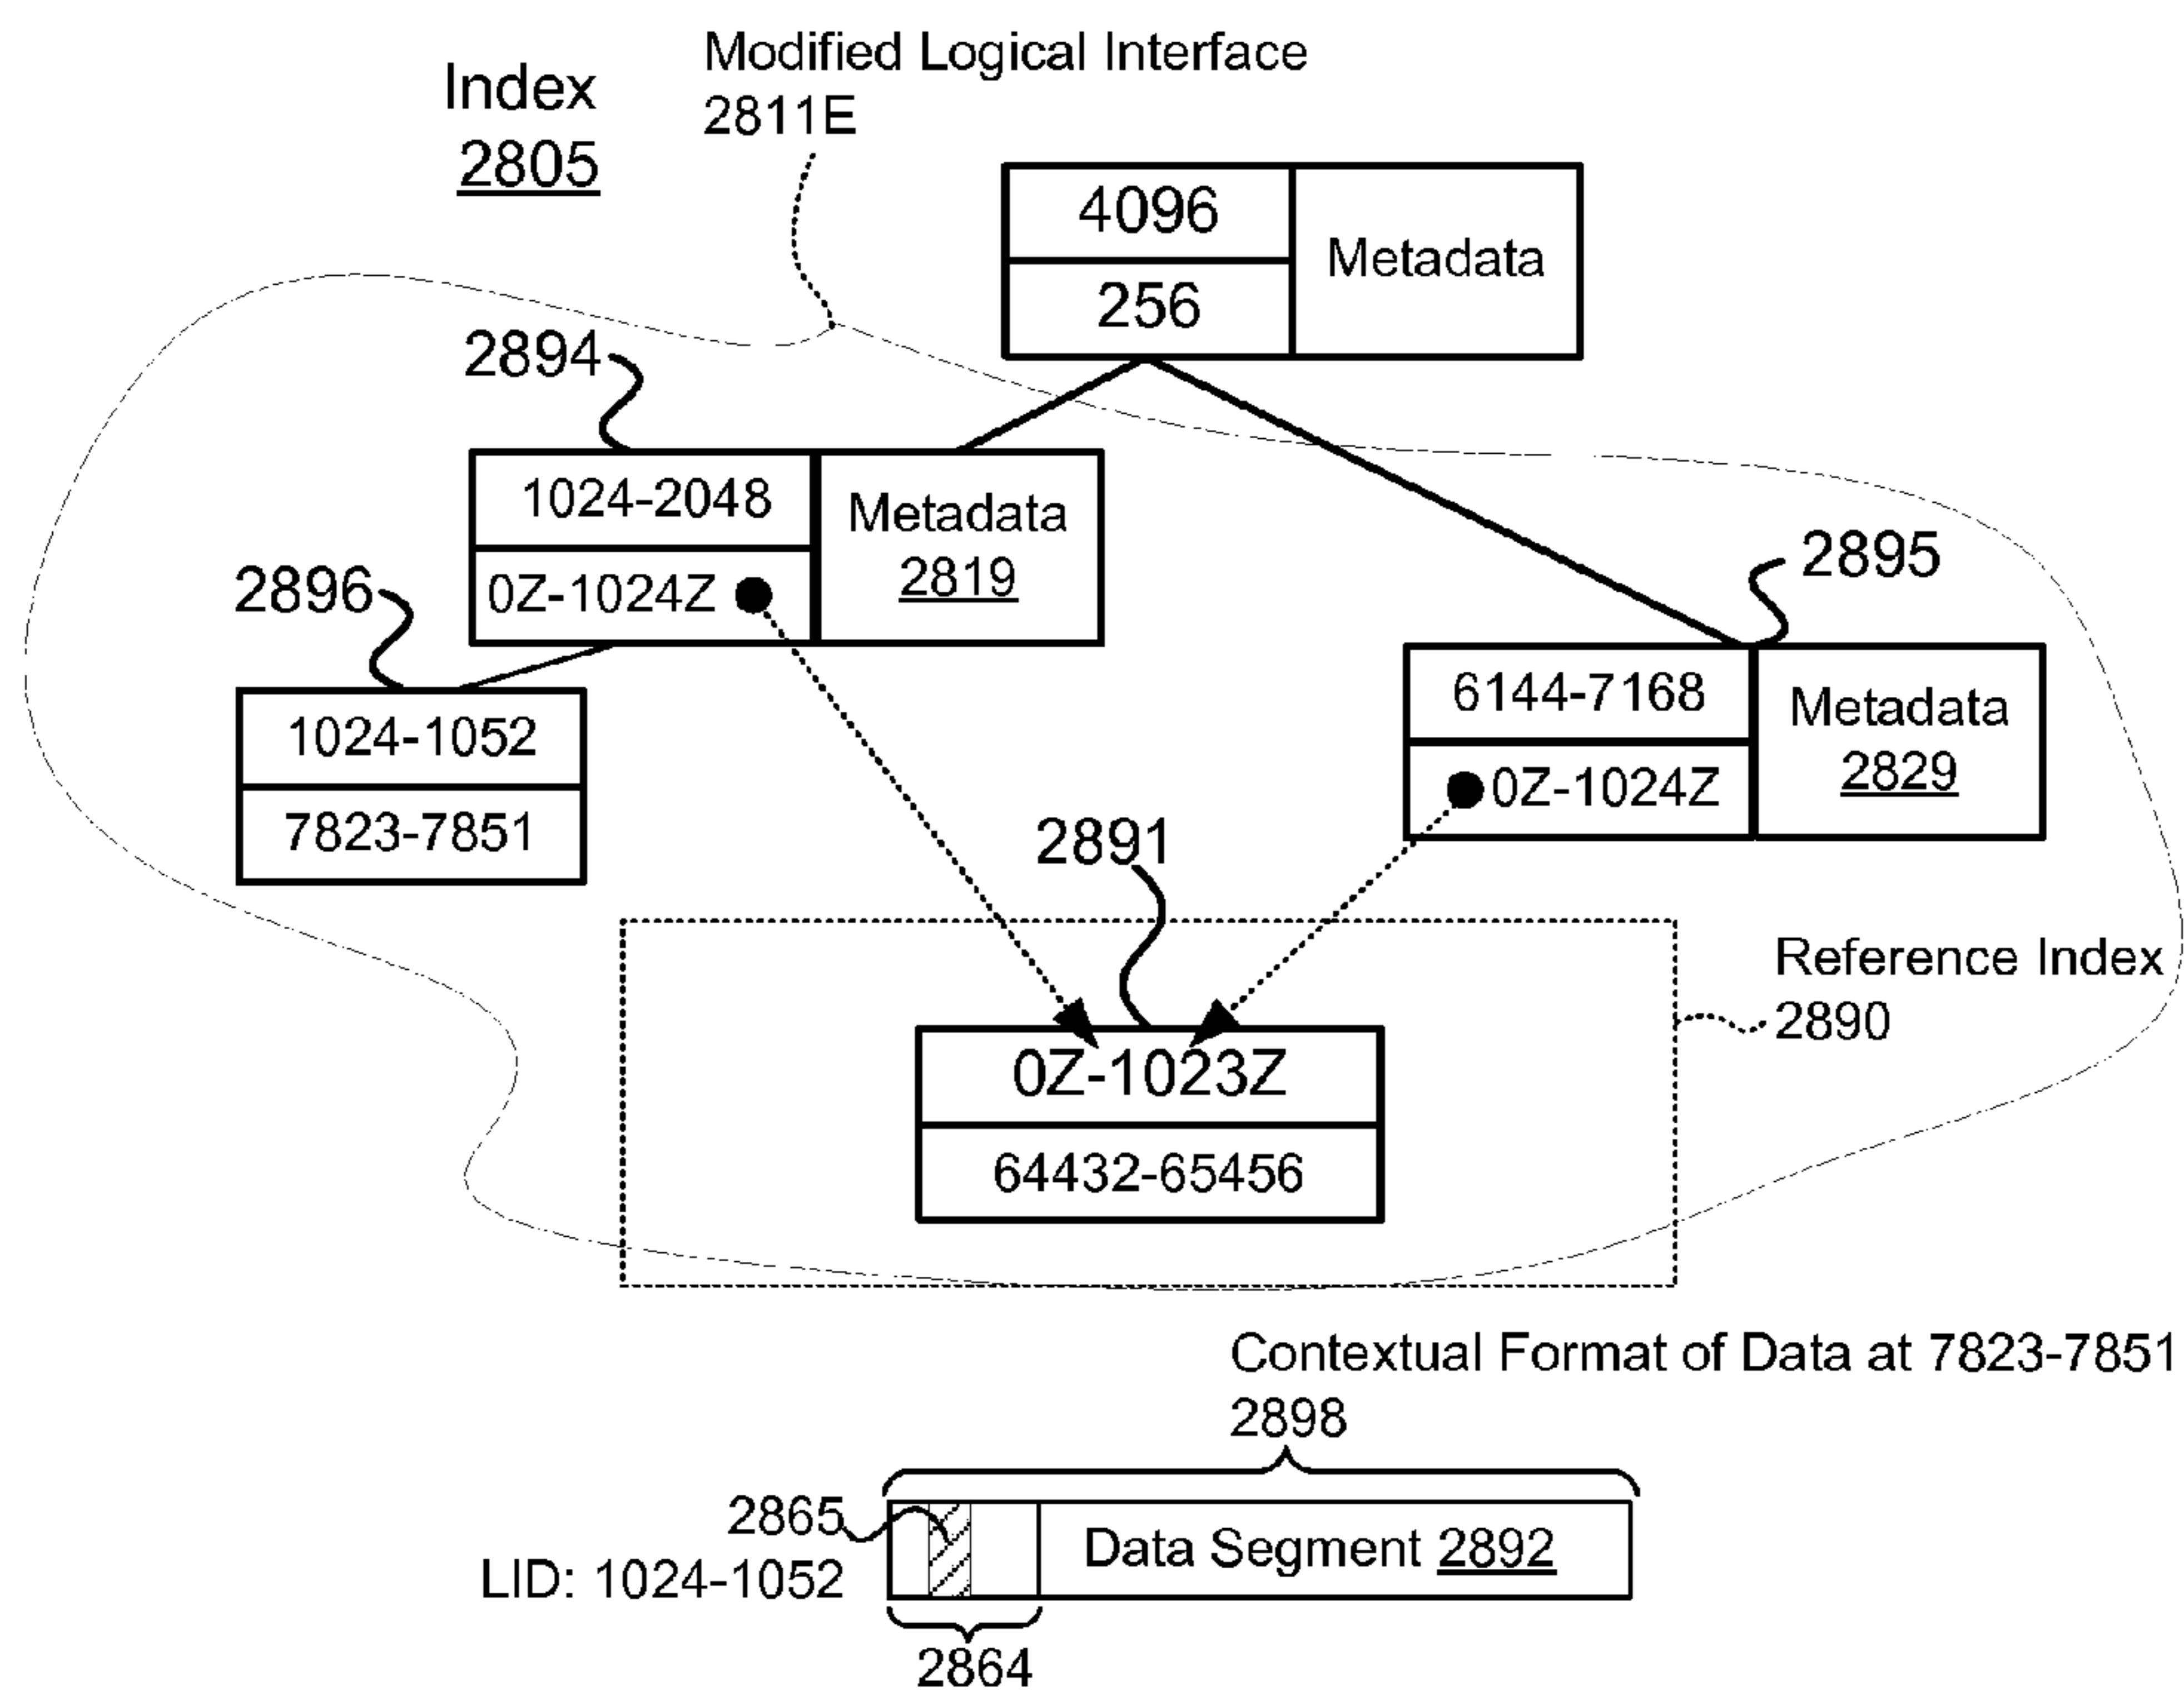 Modified Logical Interface
2811E
Index
2805
4096
256
Metadata
2894
1024-2048
0Z-1024Z
Metadata
2819
2896
1024-1052
7823-7851
2895
6144-7168
0Z-1024Z
Metadata
2829
2891
0Z-1023Z
64432-65456
Reference Index
2890
Contextual Format of Data at 7823-7851
2898
2865
LID: 1024-1052
Data Segment 2892
2864